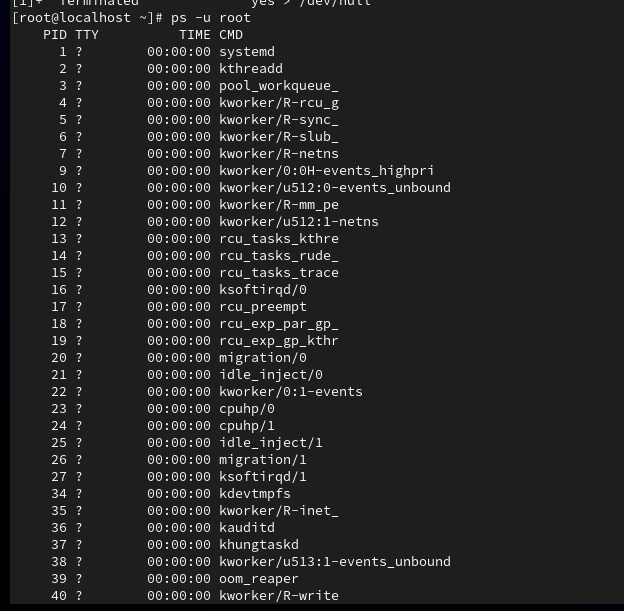 [1]+ Terminated yes > /dev/null
[root@localhost ~]# ps -u root
PID TTY TIME CMD
1 ? 00:00:00 systemd
2 ? 00:00:00 kthreadd
3 ? 00:00:00 pool_workqueue_
4 ? 00:00:00 kworker/R-rcu_g
5 ? 00:00:00 kworker/R-sync_
6 ? 00:00:00 kworker/R-slub_
7 ? 00:00:00 kworker/R-netns
9 ? 00:00:00 kworker/0:0H-events_highpri
10 ? 00:00:00 kworker/u512:0-events_unbound
11 ? 00:00:00 kworker/R-mm_pe
12 ? 00:00:00 kworker/u512:1-netns
13 ? 00:00:00 rcu_tasks_kthre
14 ? 00:00:00 rcu_tasks_rude_
15 ? 00:00:00 rcu_tasks_trace
16 ? 00:00:00 ksoftirqd/0
17 ? 00:00:00 rcu_preempt
18 ? 00:00:00 rcu_exp_par_gp_
19 ? 00:00:00 rcu_exp_gp_kthr
20 ? 00:00:00 migration/0
21 ? 00:00:00 idle_inject/0
22 ? 00:00:00 kworker/0:1-events
23 ? 00:00:00 cpuhp/0
24 ? 00:00:00 cpuhp/1
25 ? 00:00:00 idle_inject/1
26 ? 00:00:00 migration/1
27 ? 00:00:00 ksoftirqd/1
34 ? 00:00:00 kdevtmpfs
35 ? 00:00:00 kworker/R-inet_
36 ? 00:00:00 kauditd
37 ? 00:00:00 khungtaskd
38 ? 00:00:00 kworker/u513:1-events_unbound
39 ? 00:00:00 oom_reaper
40 ? 00:00:00 kworker/R-write